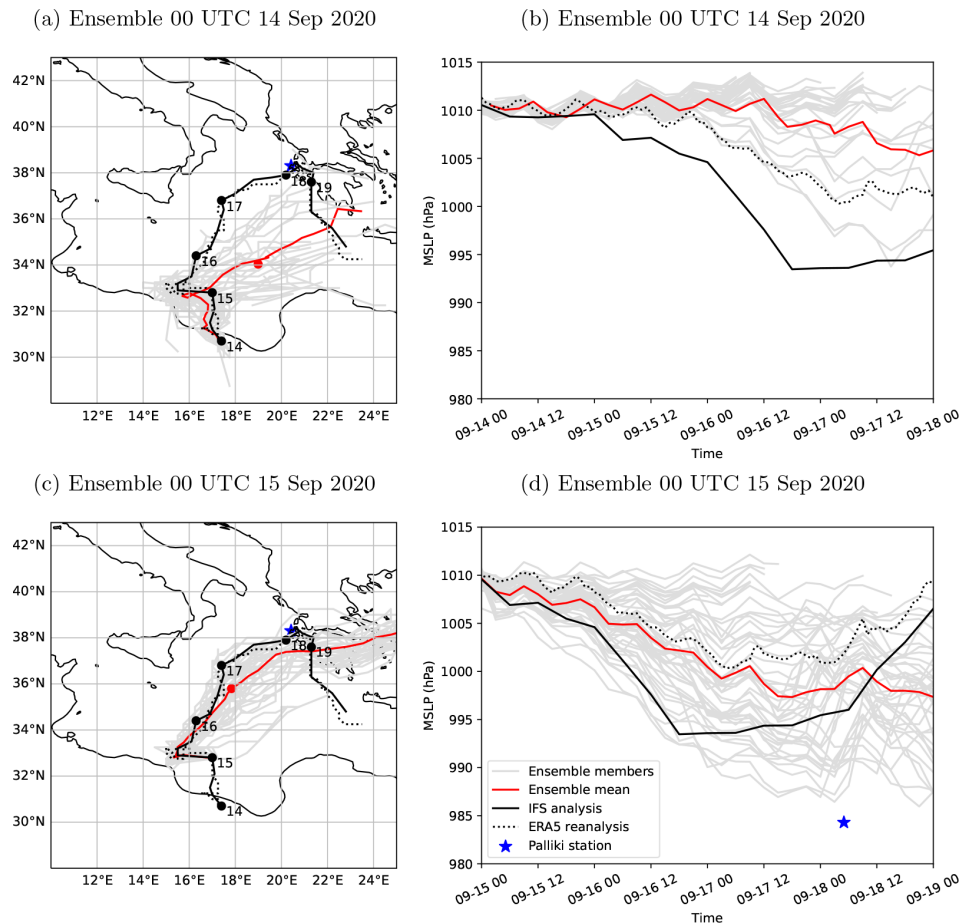 (a) Ensemble 00 UTC 14 Sep 2020
(b) Ensemble 00 UTC 14 Sep 2020
42°N
40°N
38°N
36°N
34°N
32°N
30°N
18
19
17
16
15
14
12°E 14°E 16°E 18°E 20°E 22°E 24°E
1015
1010
1005
1000
995
990
985
980
MSLP (hPa)
09-14 00
09-14 12
09-15 00
09-15 12
09-16 00
09-16 12
09-17 00
09-17 12
09-18 00
Time
(c) Ensemble 00 UTC 15 Sep 2020
(d) Ensemble 00 UTC 15 Sep 2020
42°N
40°N
38°N
36°N
34°N
32°N
30°N
18
19
17
16
15
14
12°E 14°E 16°E 18°E 20°E 22°E 24°E
1015
1010
1005
1000
995
990
985
980
MSLP (hPa)
Ensemble members
Ensemble mean
IFS analysis
ERA5 reanalysis
Palliki station
09-15 00
09-15 12
09-16 00
09-16 12
09-17 00
09-17 12
09-18 00
09-18 12
09-19 00
Time